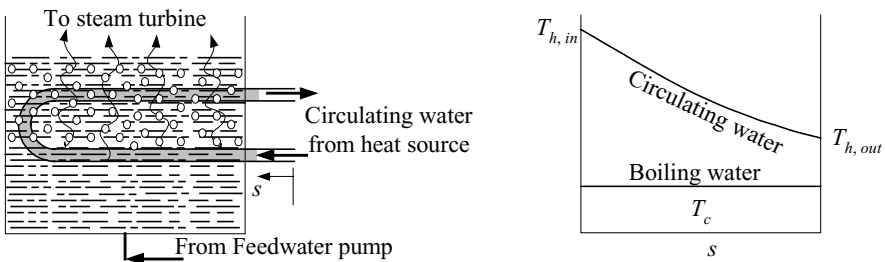 To steam turbine
Circulating water
from heat source
s
From Feedwater pump
T_{h, in}
Circulating water
T_{h, out}
Boiling water
T_c
s